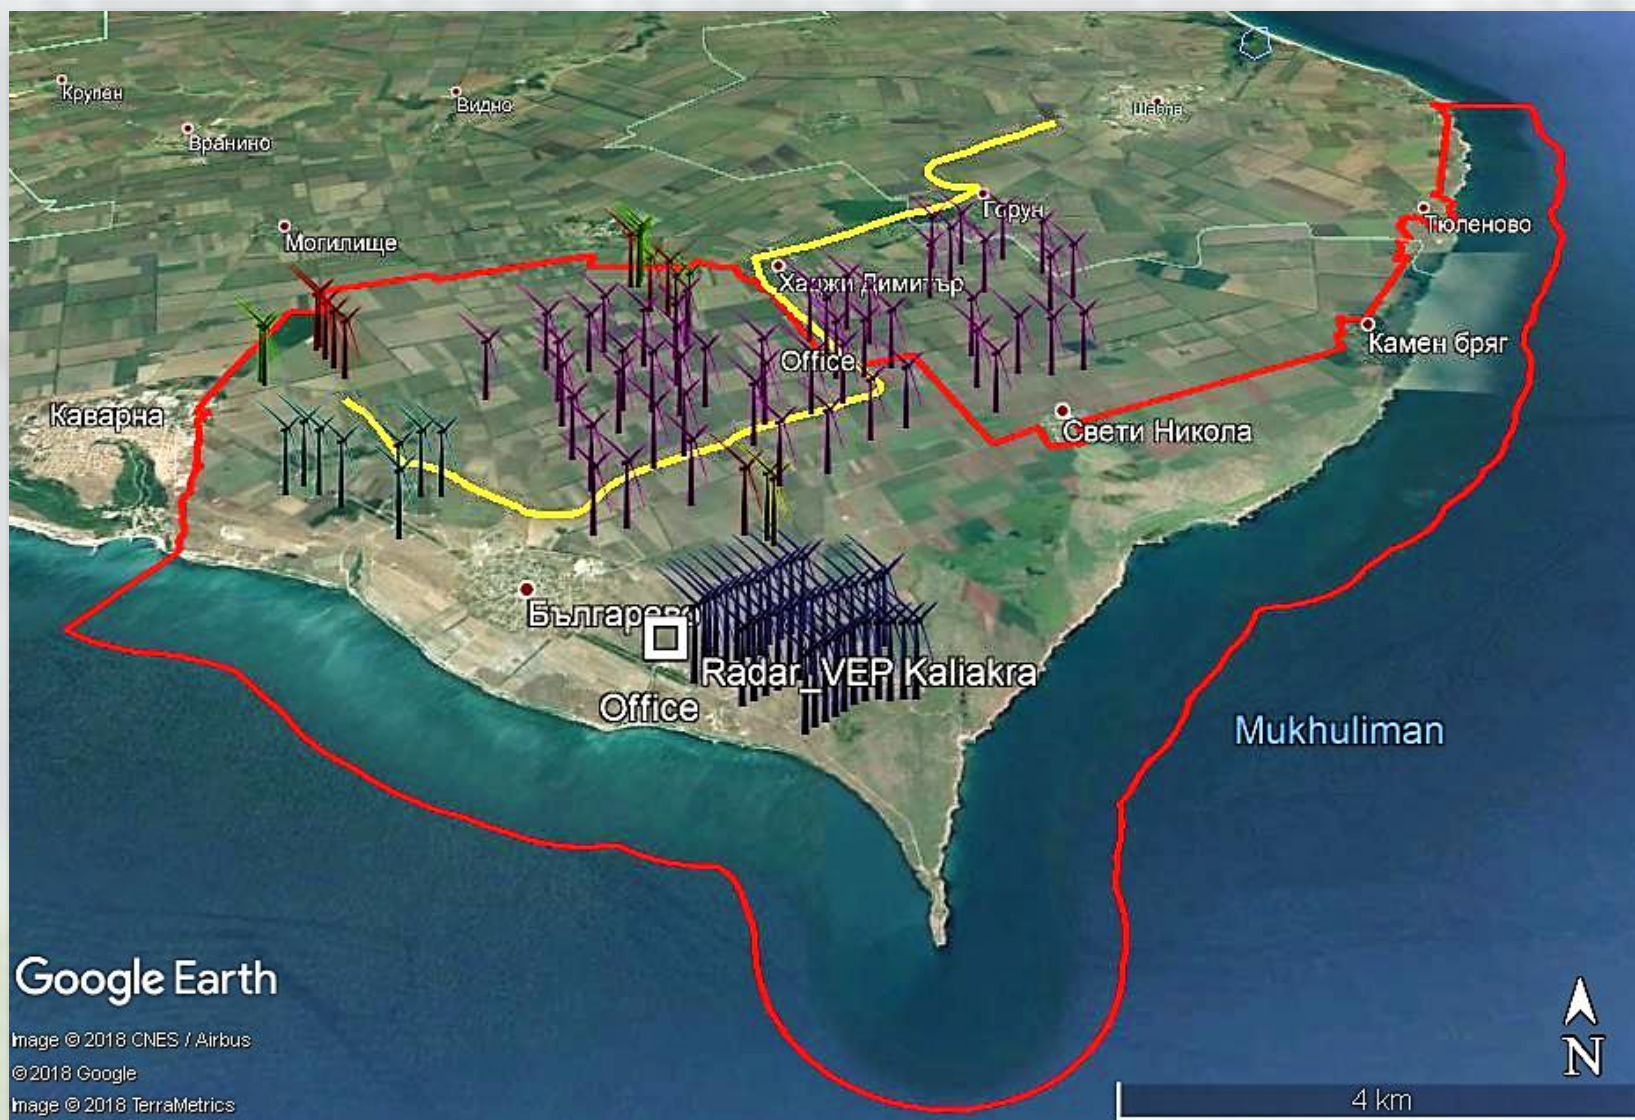 Крупен
Видно
Шабла
Вранино
Горун
Тюленово
Могилище
Хаджи Димитър
Камен бряг
Office
Каварна
Свети Никола
Българево
Radar_VEP Kaliakra
Office
Mukhuliman
Google Earth
Image © 2018 CNES / Airbus
© 2018 Google
Image © 2018 TerraMetrics
N
4 km